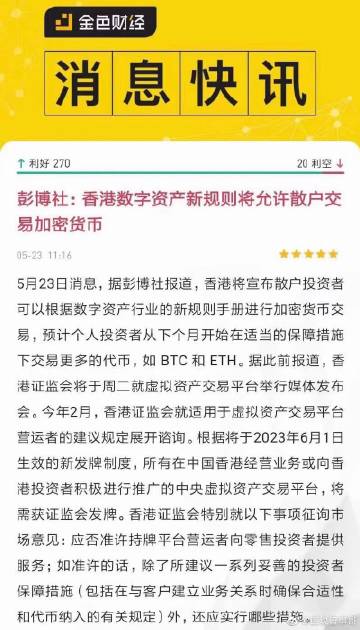 金色财经
消息快讯
↑ 利好 270
20 利空 ↓
彭博社：香港数字资产新规则将允许散户交
易加密货币
05-23 11:16
5月23日消息，据彭博社报道，香港将宣布散户投资者
可以根据数字资产行业的新规则手册进行加密货币交
易，预计个人投资者从下个月开始在适当的保障措施
下交易更多的代币，如 BTC 和 ETH。据此前报道，香
港证监会将于周二就虚拟资产交易平台举行媒体发布
会。今年2月，香港证监会就适用于虚拟资产交易平台
营运者的建议规定展开谘询。根据将于2023年6月1日
生效的新发牌制度，所有在中国香港经营业务或向香
港投资者积极进行推广的中央虚拟资产交易平台，将
需获证监会发牌。香港证监会特别就以下事项征询市
场意见：应否准许持牌平台营运者向零售投资者提供
服务；如准许的话，除了所建议一系列妥善的投资者
保障措施（包括在与客户建立业务关系时确保合适性
和代币纳入的有关规定）外，还应实行哪些措施。